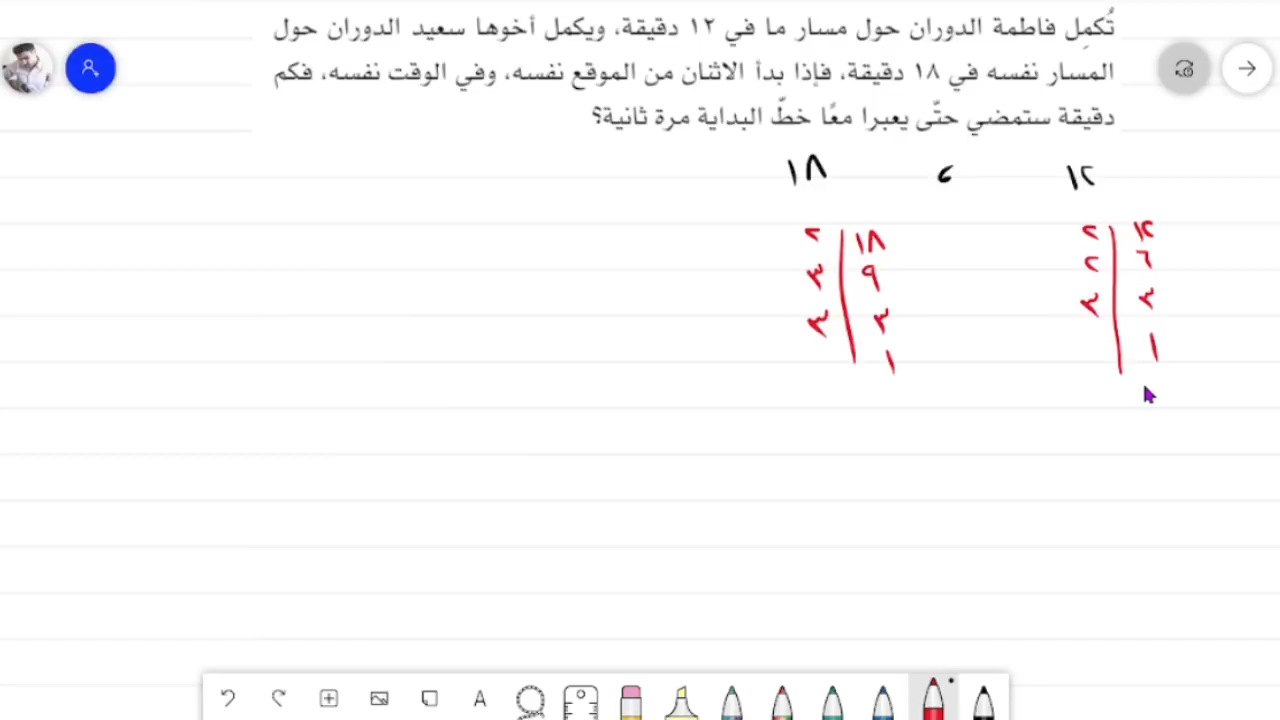 تُكمِل فاطمة الدوران حول مسار ما في ١٢ دقيقة، ويكمل أخوها سعيد الدوران حول
المسار نفسه في ١٨ دقيقة، فإذا بدأ الاثنان من الموقع نفسه، وفي الوقت نفسه، فكم
دقيقة ستمضي حتّى يعبرا معًا خطّ البداية مرة ثانية؟
١٢ ، ١٨
١٢ | ٢
٦ | ٢
٣ | ٣
١
١٨ | ٢
٩ | ٣
٣ | ٣
١
A